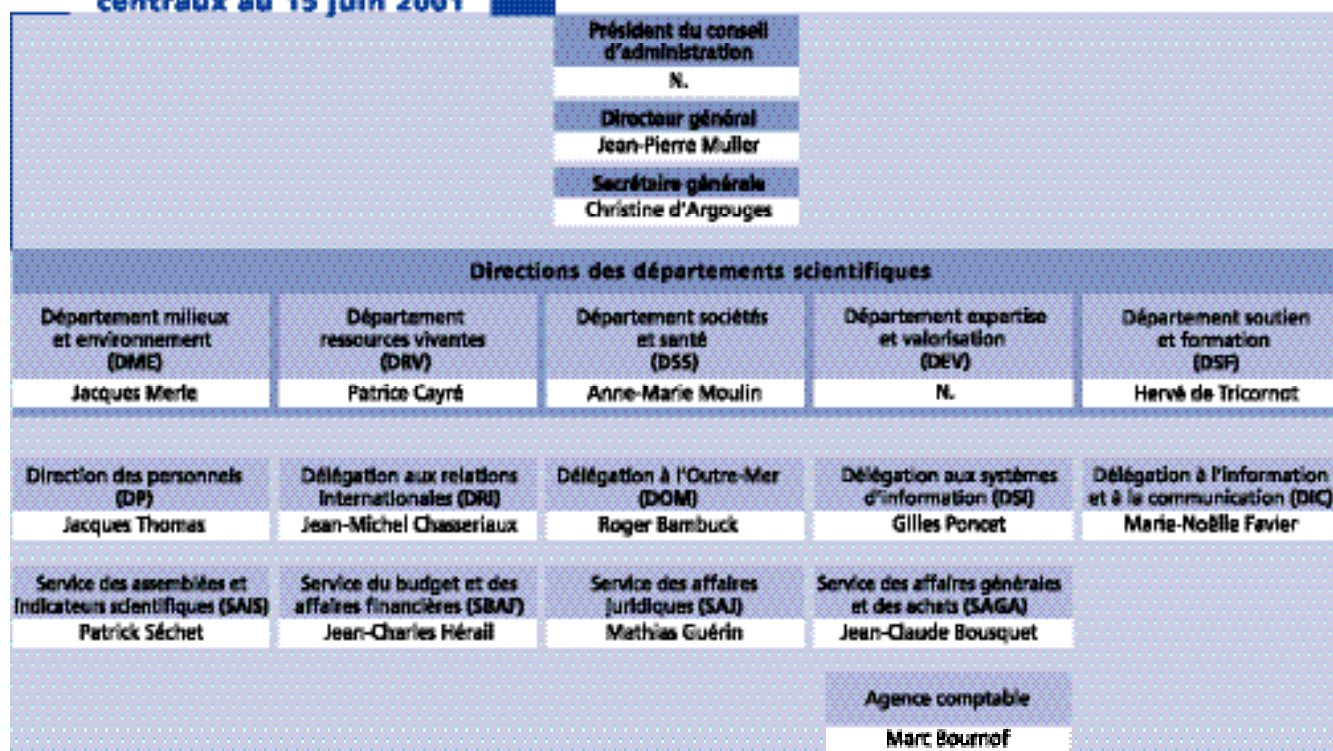 centraux au 15 juin 2001
Président du conseil
d'administration
N.
Directeur général
Jean-Pierre Muller
Secrétaire générale
Christine d'Argouges
Directions des départements scientifiques
Département milieux
et environnement
(DME)
Jacques Merle
Département
ressources vivantes
(DRV)
Patrice Cayré
Département sociétés
et santé
(DSS)
Anne-Marie Moulin
Département expertise
et valorisation
(DEV)
N.
Département soutien
et formation
(DSF)
Hervé de Tricornot
Direction des personnels
(DP)
Jacques Thomas
Délégation aux relations
internationales (DRI)
Jean-Michel Chasseriaux
Délégation à l'Outre-Mer
(DOM)
Roger Bambuck
Délégation aux systèmes
d'information (DSI)
Gilles Poncet
Délégation à l'information
et à la communication (DIC)
Marie-Noëlle Favier
Service des assemblées et
indicateurs scientifiques (SAIS)
Patrick Séchet
Service du budget et des
affaires financières (SBAF)
Jean-Charles Hérail
Service des affaires
juridiques (SAJ)
Mathias Guérin
Service des affaires générales
et des achats (SAGA)
Jean-Claude Bousquet
Agence comptable
Marc Bournof